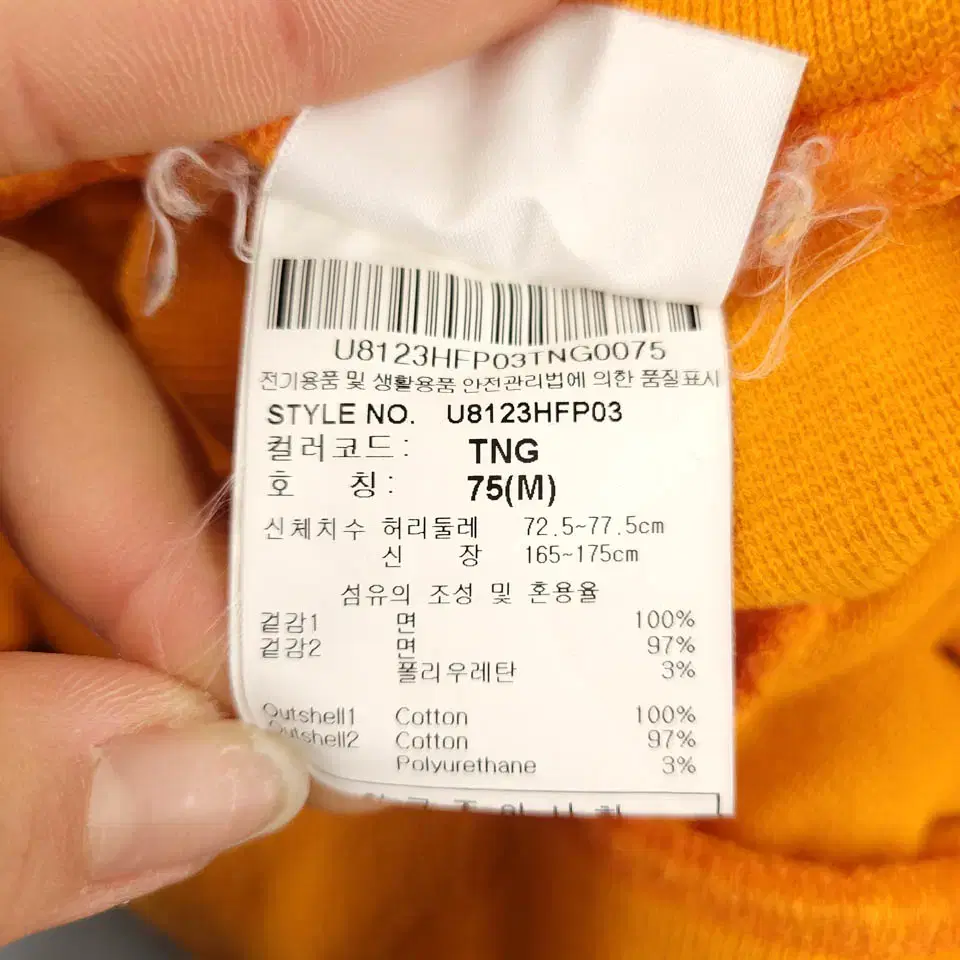 U8123HFP03TNG0075
전기용품 및 생활용품 안전관리법에 의한 품질표시
STYLE NO. U8123HFP03
컬러코드: TNG
호 칭: 75(M)
신체치수 허리둘레 72.5~77.5cm
신 장 165~175cm
섬유의 조성 및 혼용율
겉감1 면 100%
겉감2 면 97%
폴리우레탄 3%
Outshell1 Cotton 100%
Outshell2 Cotton 97%
Polyurethane 3%